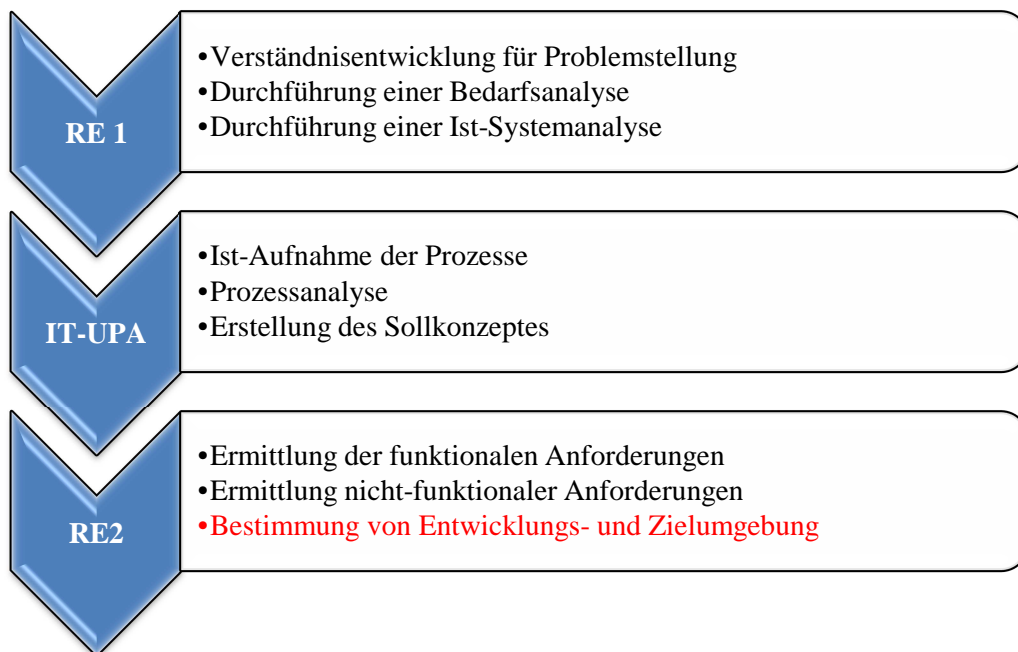 RE 1
•Verständnisentwicklung für Problemstellung
•Durchführung einer Bedarfsanalyse
•Durchführung einer Ist-Systemanalyse
IT-UPA
•Ist-Aufnahme der Prozesse
•Prozessanalyse
•Erstellung des Sollkonzeptes
RE2
•Ermittlung der funktionalen Anforderungen
•Ermittlung nicht-funktionaler Anforderungen
•Bestimmung von Entwicklungs- und Zielumgebung